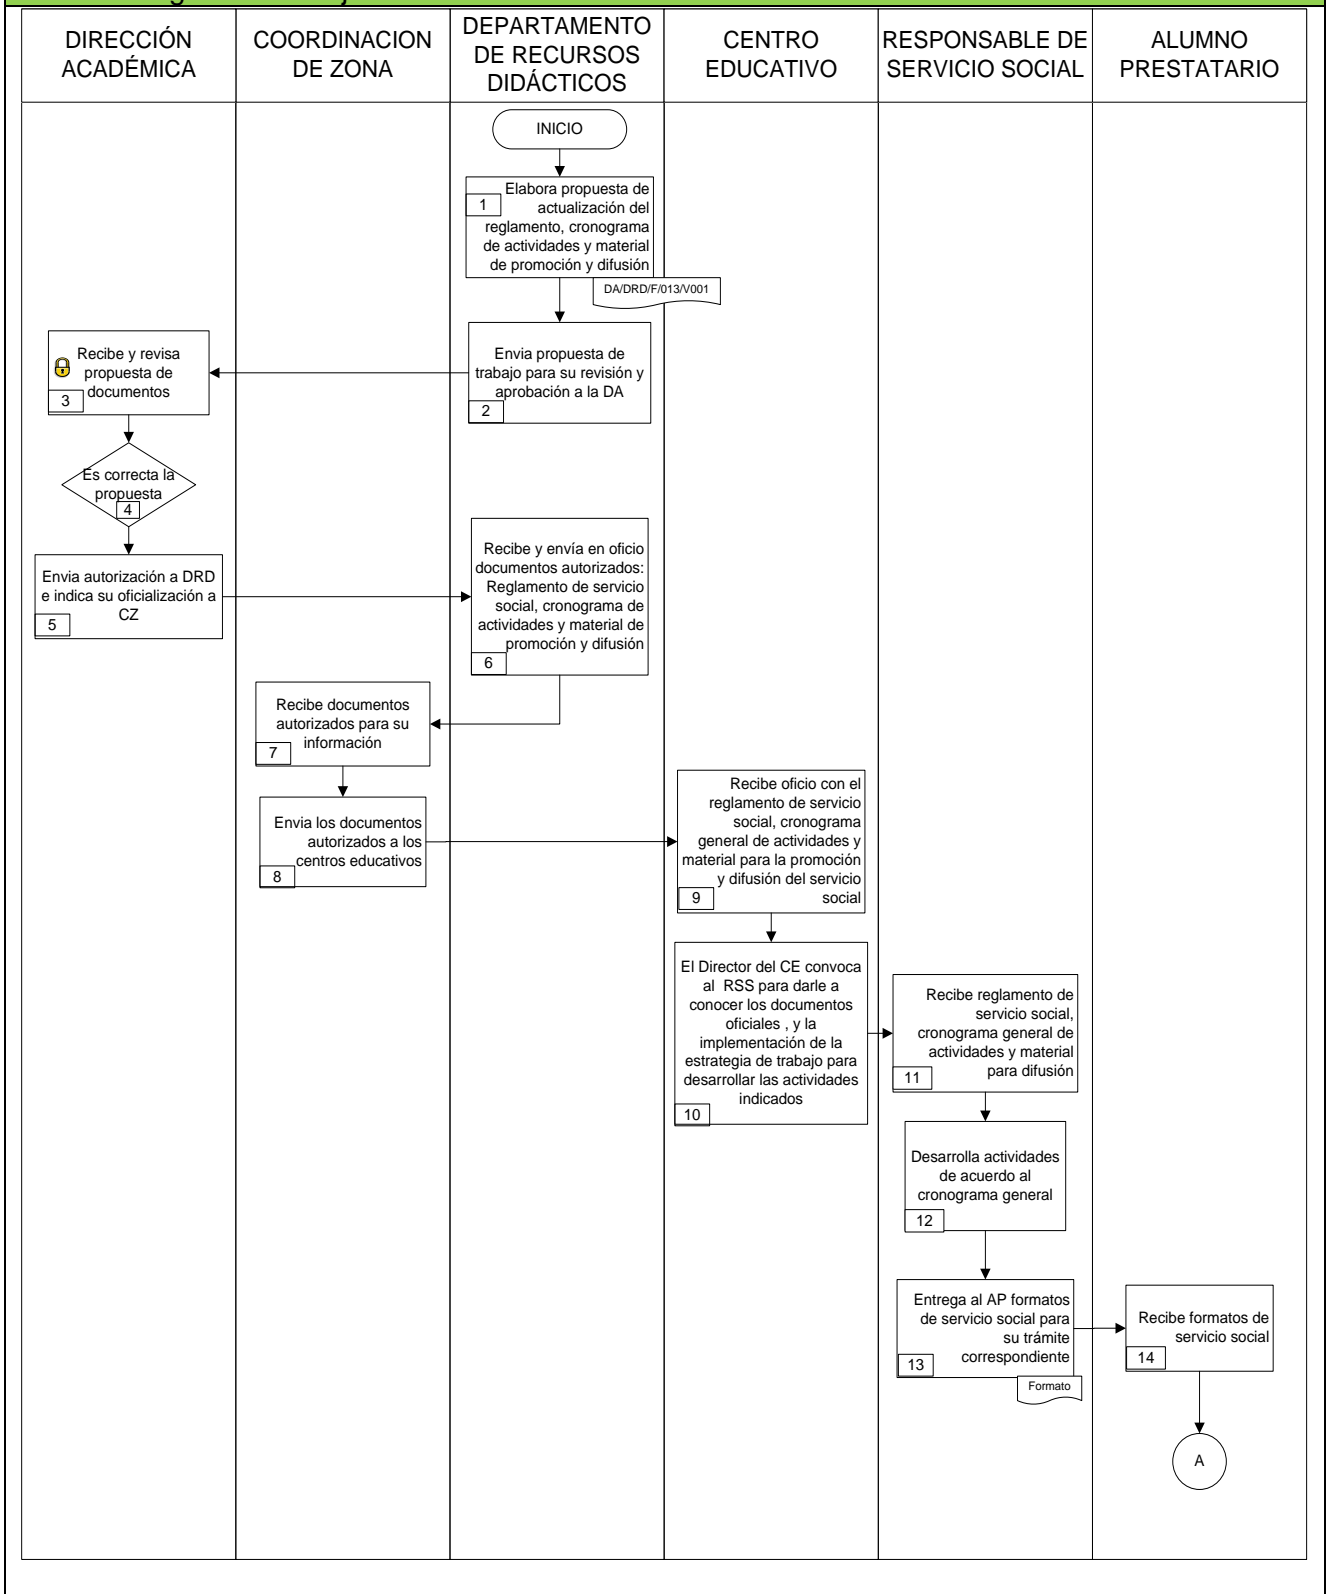 DIRECCIÓN
ACADÉMICA
COORDINACION
DE ZONA
DEPARTAMENTO
DE RECURSOS
DIDÁCTICOS
CENTRO
EDUCATIVO
RESPONSABLE DE
SERVICIO SOCIAL
ALUMNO
PRESTATARIO
INICIO
Elabora propuesta de
actualización del
reglamento, cronograma
de actividades y material
de promoción y difusión
1
DA/DRD/F/013/V001
Envia propuesta de
trabajo para su revisión y
aprobación a la DA
2
Recibe y revisa
propuesta de
documentos
3
Es correcta la
propuesta
4
Envia autorización a DRD
e indica su oficialización a
CZ
5
Recibe y envía en oficio
documentos autorizados:
Reglamento de servicio
social, cronograma de
actividades y material de
promoción y difusión
6
Recibe documentos
autorizados para su
información
7
Envia los documentos
autorizados a los
centros educativos
8
Recibe oficio con el
reglamento de servicio
social, cronograma
general de actividades y
material para la promoción
y difusión del servicio
social
9
El Director del CE convoca
al RSS para darle a
conocer los documentos
oficiales , y la
implementación de la
estrategia de trabajo para
desarrollar las actividades
indicados
10
Recibe reglamento de
servicio social,
cronograma general de
actividades y material
para difusión
11
Desarrolla actividades
de acuerdo al
cronograma general
12
Entrega al AP formatos
de servicio social para
su trámite
correspondiente
13
Formato
Recibe formatos de
servicio social
14
A